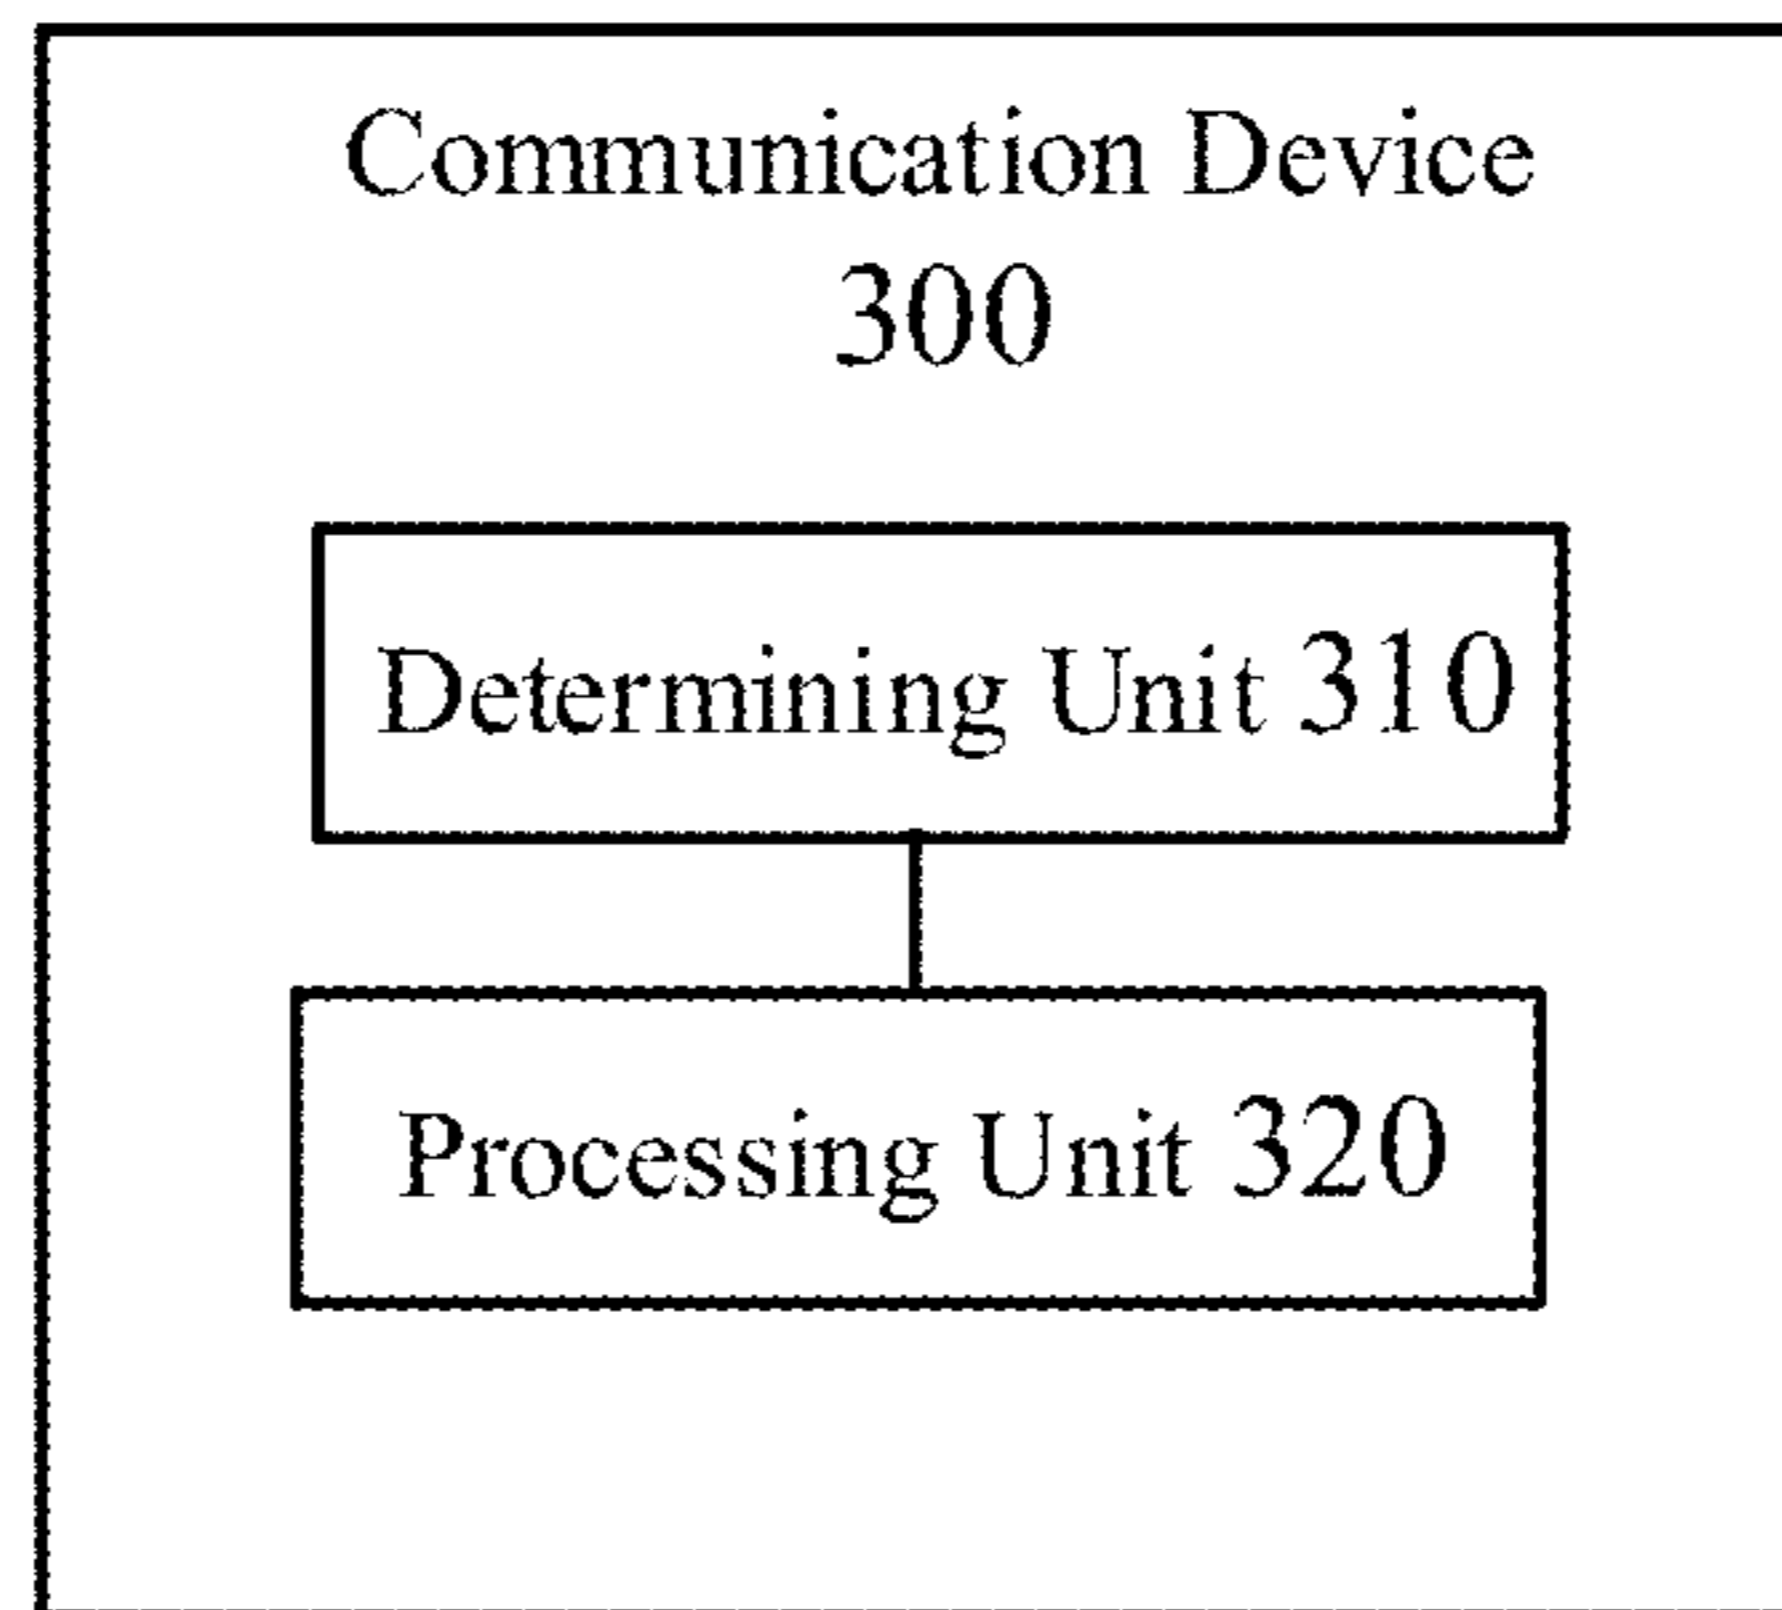 Communication Device
300
Determining Unit 310
Processing Unit 320